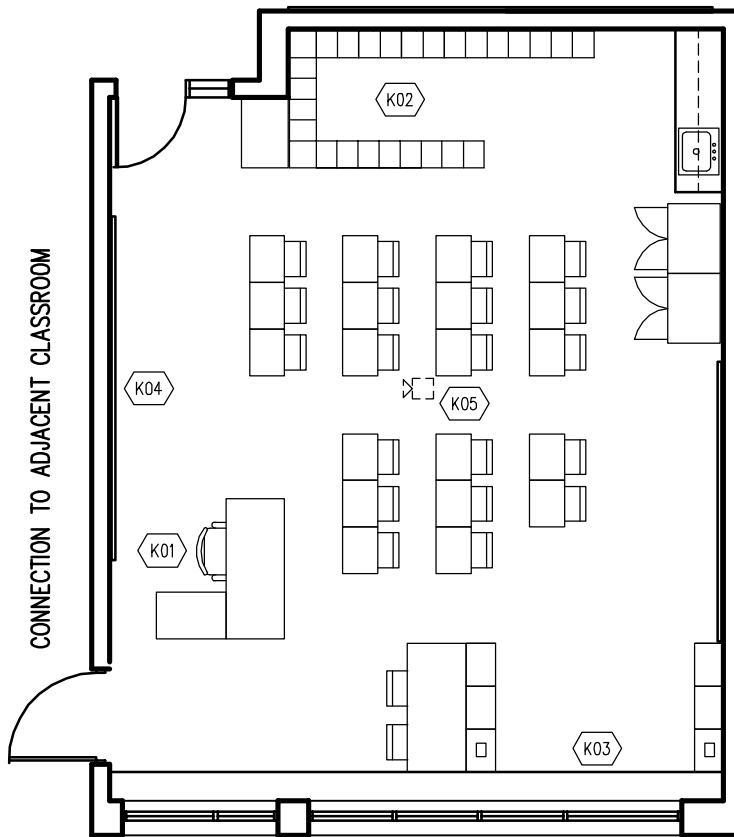 K02
K04
K05
K01
K03
CONNECTION TO ADJACENT CLASSROOM